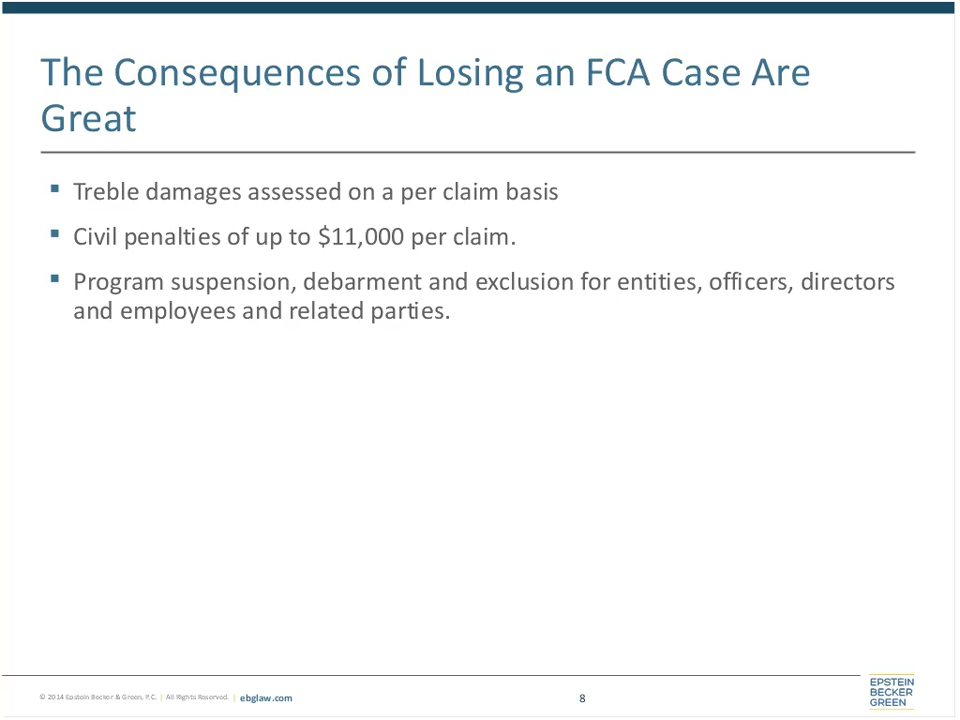 The Consequences of Losing an FCA Case Are
Great
▪ Treble damages assessed on a per claim basis
▪ Civil penalties of up to $11,000 per claim.
▪ Program suspension, debarment and exclusion for entities, officers, directors
and employees and related parties.
© 2014 Epstein Becker & Green, P.C. | All Rights Reserved. | ebglaw.com
8
EPSTEIN
BECKER
GREEN